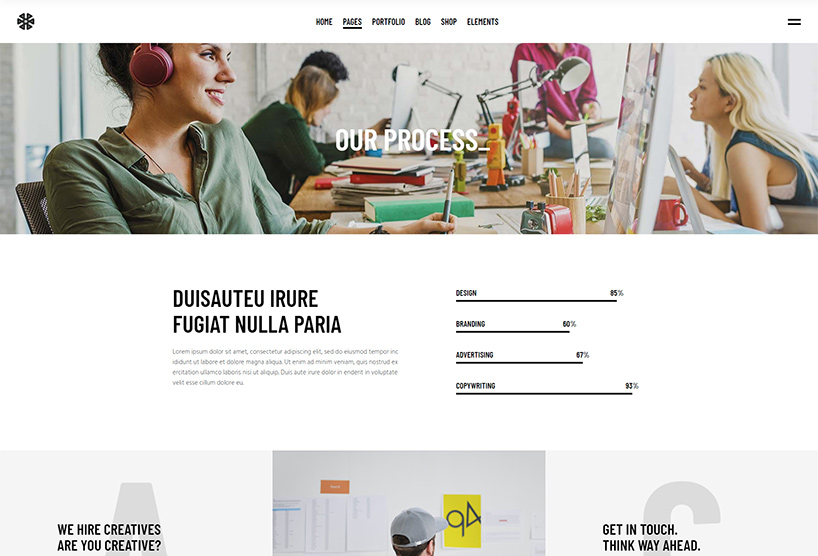 HOME PAGES PORTFOLIO BLOG SHOP ELEMENTS
OUR PROCESS_
DUISAUTEU IRURE
FUGIAT NULLA PARIA
Lorem ipsum dolor sit amet, consectetur adipiscing elit, sed do eiusmod tempor inc
ididunt ut labore et dolore magna aliqua. Ut enim ad minim veniam, quis nostrud ex
ercitation ullamco laboris nisi ut aliquip. Duis aute irure dolor in enderit in voluptate
velit esse cillum dolore eu.
DESIGN 85%
BRANDING 60%
ADVERTISING 67%
COPYWRITING 93%
A
WE HIRE CREATIVES
ARE YOU CREATIVE?
qA
S
GET IN TOUCH.
THINK WAY AHEAD.